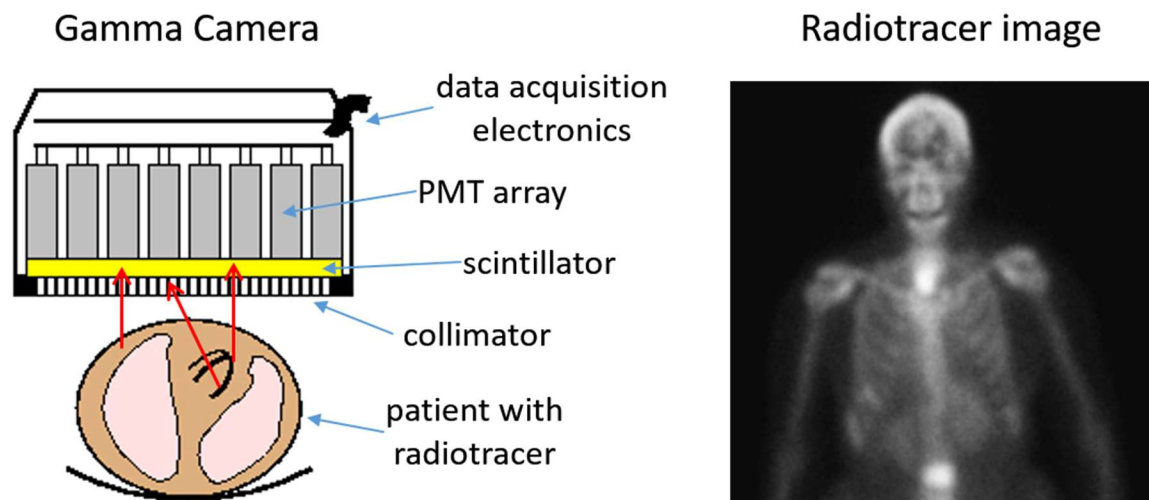 Gamma Camera
Radiotracer image
data acquisition
electronics
PMT array
scintillator
collimator
patient with
radiotracer